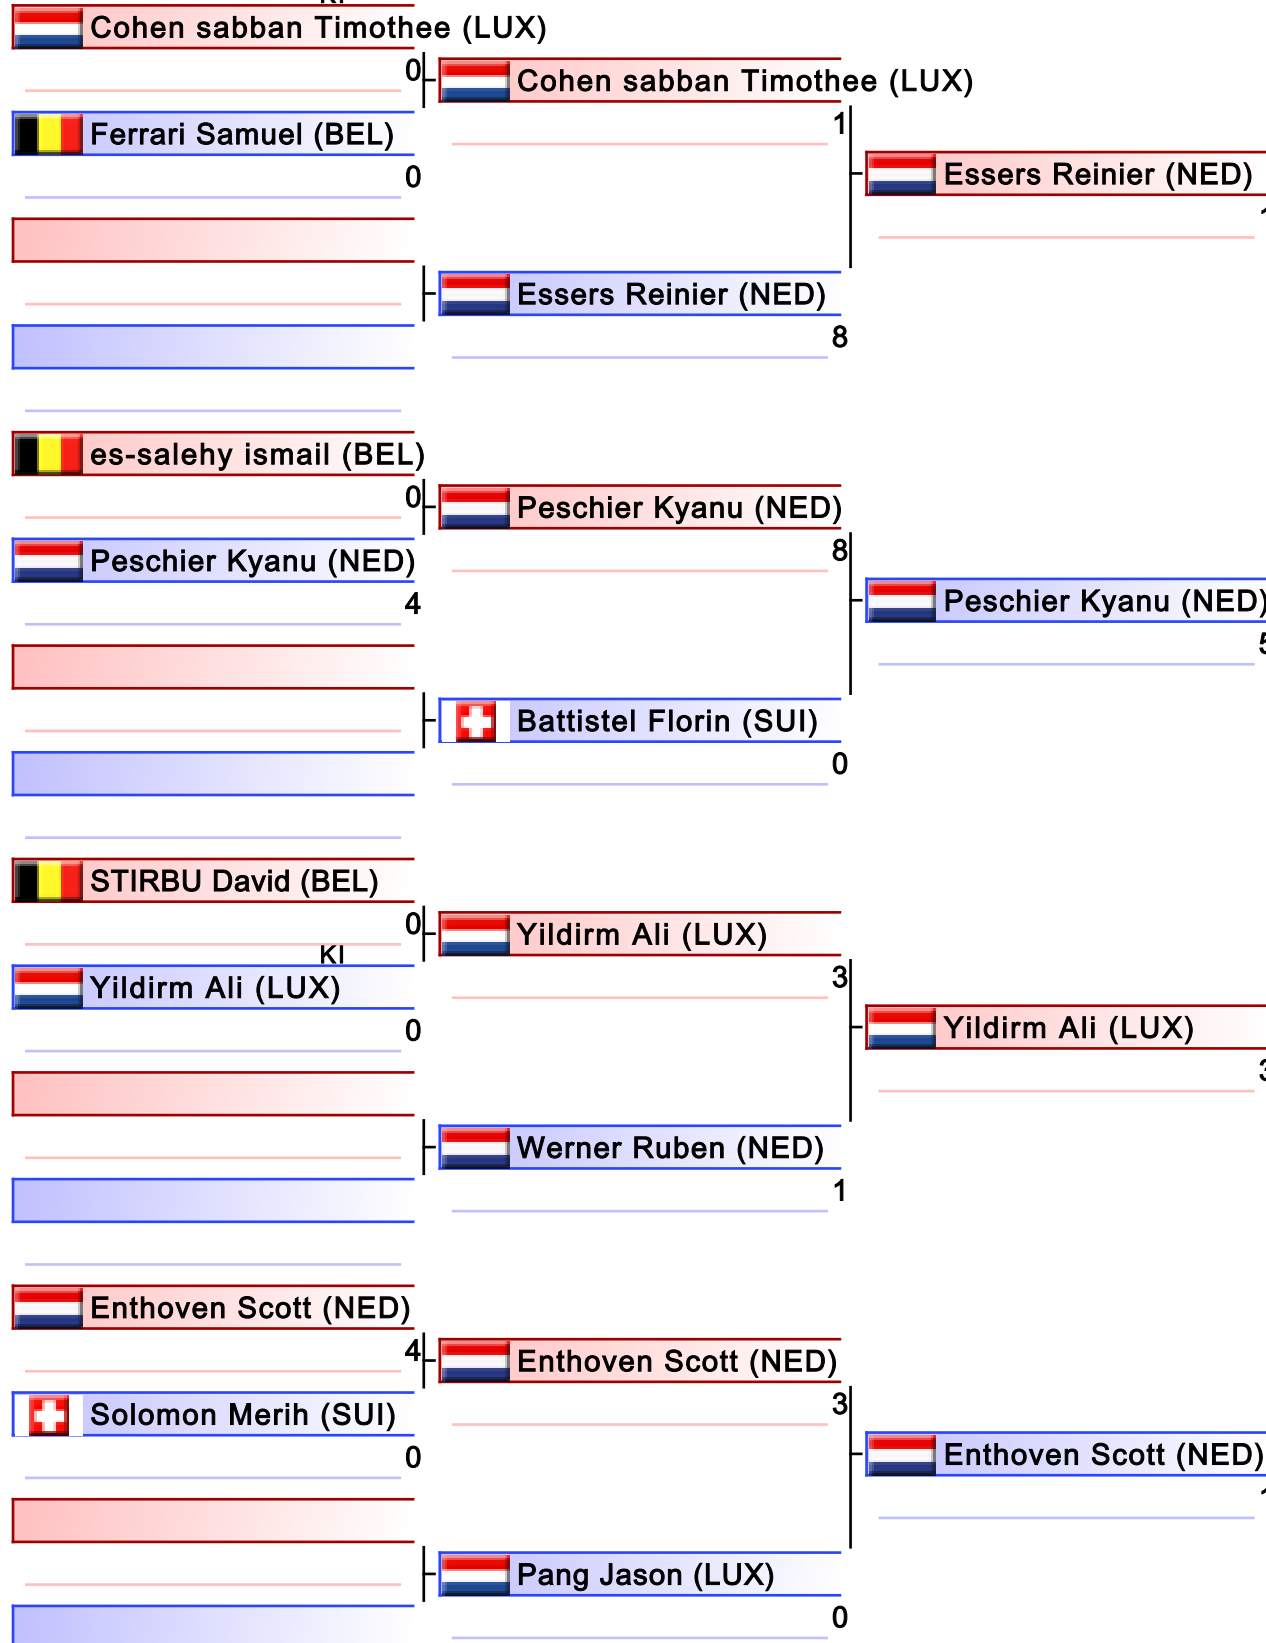 Cohen sabban Timothee (LUX)
0
Cohen sabban Timothee (LUX)
Ferrari Samuel (BEL)
1
0
Essers Reinier (NED)
Essers Reinier (NED)
8
es-salehy ismail (BEL)
0
Peschier Kyanu (NED)
Peschier Kyanu (NED)
8
4
Peschier Kyanu (NED)
5
Battistel Florin (SUI)
0
STIRBU David (BEL)
0
Yildirm Ali (LUX)
KI
Yildirm Ali (LUX)
3
0
Yildirm Ali (LUX)
3
Werner Ruben (NED)
1
Enthoven Scott (NED)
4
Enthoven Scott (NED)
Solomon Merih (SUI)
3
0
Enthoven Scott (NED)
Pang Jason (LUX)
0